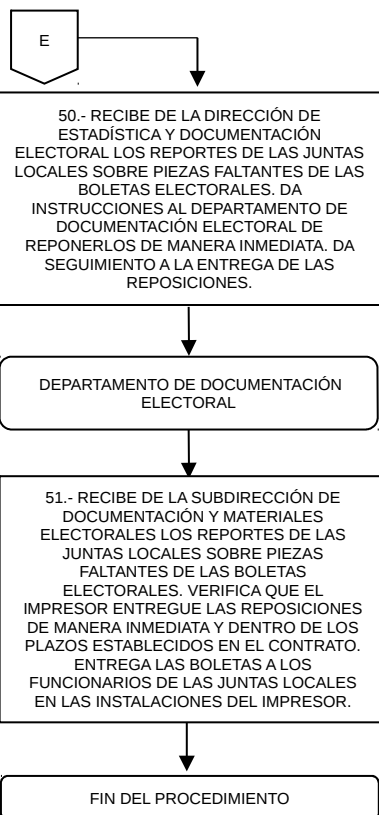 E
50.- RECIBE DE LA DIRECCIÓN DE
ESTADÍSTICA Y DOCUMENTACIÓN
ELECTORAL LOS REPORTES DE LAS JUNTAS
LOCALES SOBRE PIEZAS FALTANTES DE LAS
BOLETAS ELECTORALES. DA
INSTRUCCIONES AL DEPARTAMENTO DE
DOCUMENTACIÓN ELECTORAL DE
REPONERLOS DE MANERA INMEDIATA. DA
SEGUIMIENTO A LA ENTREGA DE LAS
REPOSICIONES.
DEPARTAMENTO DE DOCUMENTACIÓN
ELECTORAL
51.- RECIBE DE LA SUBDIRECCIÓN DE
DOCUMENTACIÓN Y MATERIALES
ELECTORALES LOS REPORTES DE LAS
JUNTAS LOCALES SOBRE PIEZAS
FALTANTES DE LAS BOLETAS
ELECTORALES. VERIFICA QUE EL
IMPRESOR ENTREGUE LAS REPOSICIONES
DE MANERA INMEDIATA Y DENTRO DE LOS
PLAZOS ESTABLECIDOS EN EL CONTRATO.
ENTREGA LAS BOLETAS A LOS
FUNCIONARIOS DE LAS JUNTAS LOCALES
EN LAS INSTALACIONES DEL IMPRESOR.
FIN DEL PROCEDIMIENTO